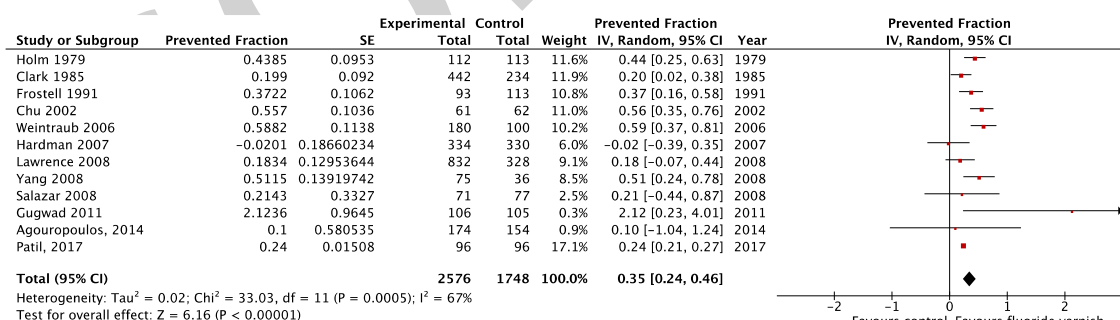 Experimental Control Prevented Fraction Prevented Fraction
Study or Subgroup Prevented Fraction SE Total Total Weight IV, Random, 95% CI Year IV, Random, 95% CI
Holm 1979 0.4385 0.0953 112 113 11.6% 0.44 [0.25, 0.63] 1979
Clark 1985 0.199 0.092 442 234 11.9% 0.20 [0.02, 0.38] 1985
Frostell 1991 0.3722 0.1062 93 113 10.8% 0.37 [0.16, 0.58] 1991
Chu 2002 0.557 0.1036 61 62 11.0% 0.56 [0.35, 0.76] 2002
Weintraub 2006 0.5882 0.1138 180 100 10.2% 0.59 [0.37, 0.81] 2006
Hardman 2007 -0.0201 0.18660234 334 330 6.0% -0.02 [-0.39, 0.35] 2007
Lawrence 2008 0.1834 0.12953644 832 328 9.1% 0.18 [-0.07, 0.44] 2008
Yang 2008 0.5115 0.13919742 75 36 8.5% 0.51 [0.24, 0.78] 2008
Salazar 2008 0.2143 0.3327 71 77 2.5% 0.21 [-0.44, 0.87] 2008
Gugwad 2011 2.1236 0.9645 106 105 0.3% 2.12 [0.23, 4.01] 2011
Agouropoulos, 2014 0.1 0.580535 174 154 0.9% 0.10 [-1.04, 1.24] 2014
Patil, 2017 0.24 0.01508 96 96 17.1% 0.24 [0.21, 0.27] 2017
Total (95% CI) 2576 1748 100.0% 0.35 [0.24, 0.46]
Heterogeneity: Tau² = 0.02; Chi² = 33.03, df = 11 (P = 0.0005); I² = 67%
Test for overall effect: Z = 6.16 (P < 0.00001)
-2 -1 0 1 2
Favours control Favours fluoride varnish